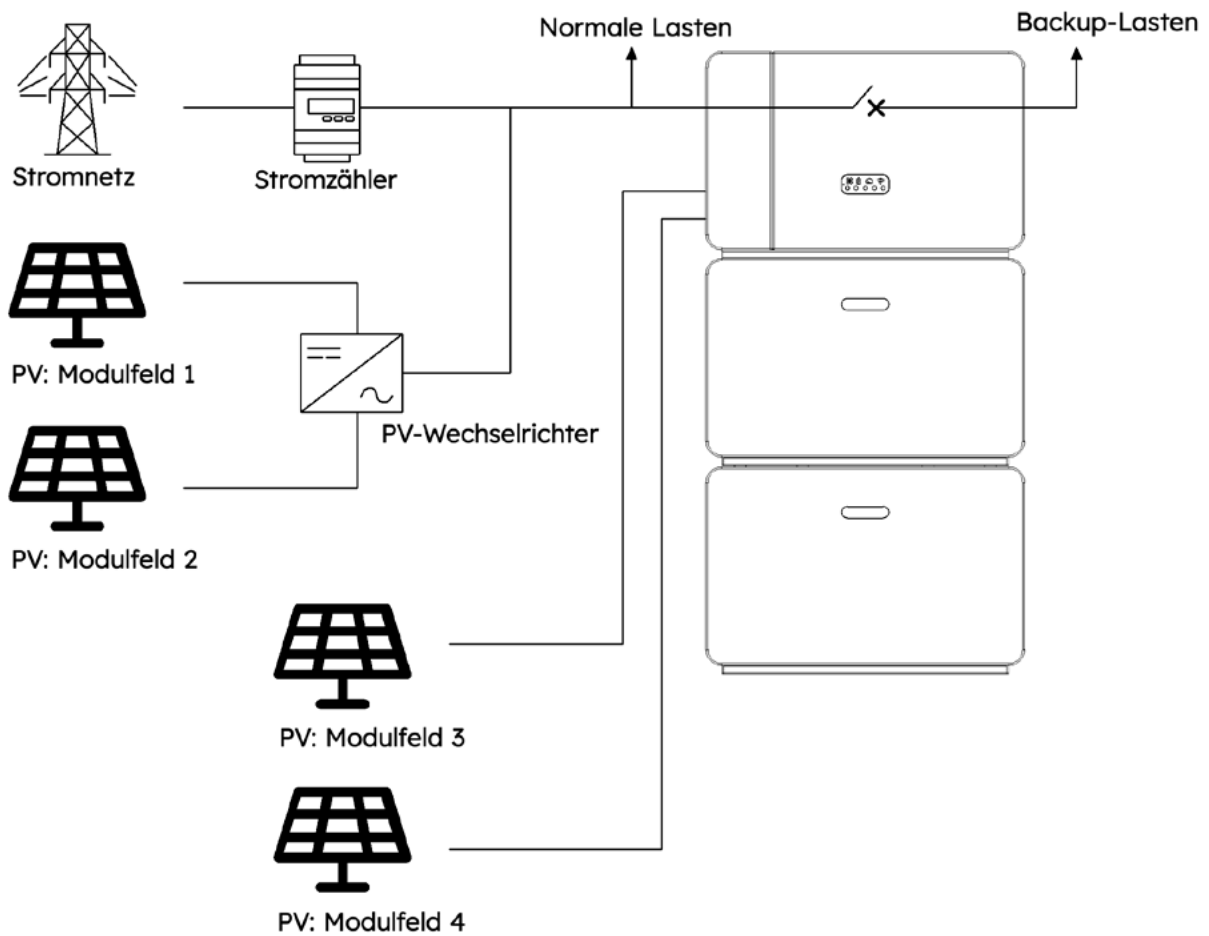 Normale Lasten
Backup-Lasten
Stromnetz
Stromzähler
PV: Modulfeld 1
PV-Wechselrichter
PV: Modulfeld 2
PV: Modulfeld 3
PV: Modulfeld 4